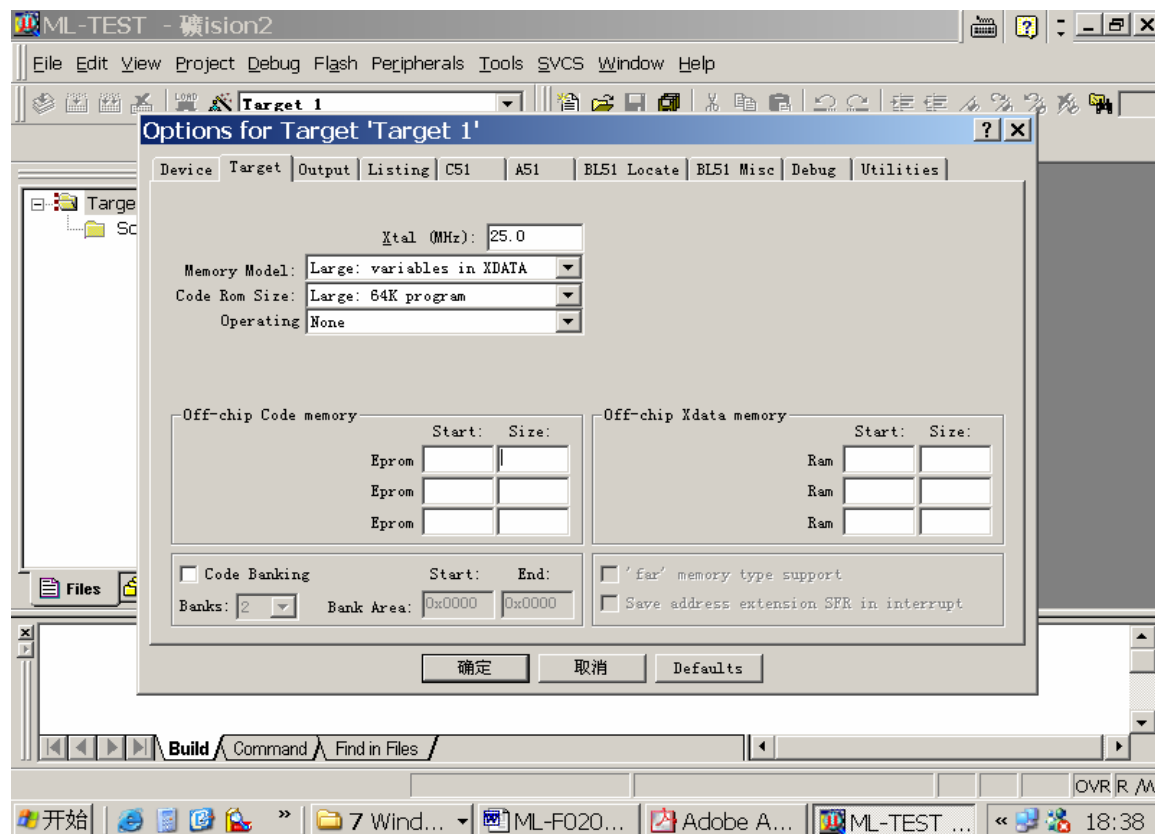 ML-TEST - 礦ision2
File Edit View Project Debug Flash Peripherals Tools SVCS Window Help
LOAD
Target 1
Options for Target 'Target 1'
Device Target Output Listing C51 A51 BL51 Locate BL51 Misc Debug Utilities
Xtal (MHz): 25.0
Memory Model: Large: variables in XDATA
Code Rom Size: Large: 64K program
Operating None
Off-chip Code memory
Start: Size:
Eprom
Eprom
Eprom
Off-chip Xdata memory
Start: Size:
Ram
Ram
Ram
Code Banking Start: End:
Banks: 2 Bank Area: 0x0000 0x0000
'far' memory type support
Save address extension SFR in interrupt
确定 取消 Defaults
Targe
So
Files
Build Command Find in Files
OVR R /W
开始 » 7 Wind... ML-F020... Adobe A... ML-TEST ... « 18:38